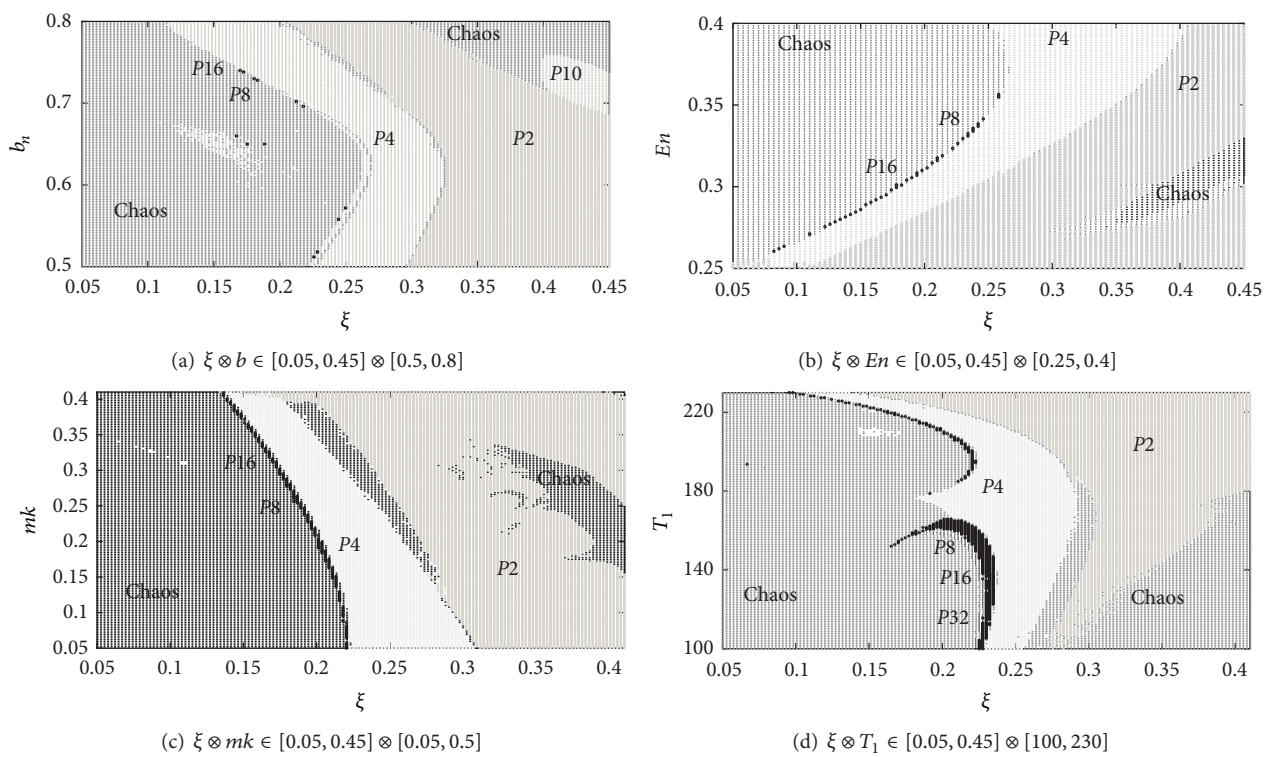 0.8
0.7
0.6
0.5
b_n
Chaos
P10
P16
P8
P4
P2
Chaos
0.05 0.1 0.15 0.2 0.25 0.3 0.35 0.4 0.45
ξ
(a) ξ ⊗ b ∈ [0.05, 0.45] ⊗ [0.5, 0.8]
0.4
0.35
0.3
0.25
En
Chaos
P4
P2
P8
P16
Chaos
0.05 0.1 0.15 0.2 0.25 0.3 0.35 0.4 0.45
ξ
(b) ξ ⊗ En ∈ [0.05, 0.45] ⊗ [0.25, 0.4]
0.4
0.35
0.3
0.25
0.2
0.15
0.1
0.05
mk
P16
Chaos
P8
P4
P2
Chaos
0.05 0.1 0.15 0.2 0.25 0.3 0.35 0.4
ξ
(c) ξ ⊗ mk ∈ [0.05, 0.45] ⊗ [0.05, 0.5]
220
180
140
100
T_1
P2
P4
P8
P16
Chaos
Chaos
P32
0.05 0.1 0.15 0.2 0.25 0.3 0.35 0.4
ξ
(d) ξ ⊗ T_1 ∈ [0.05, 0.45] ⊗ [100, 230]